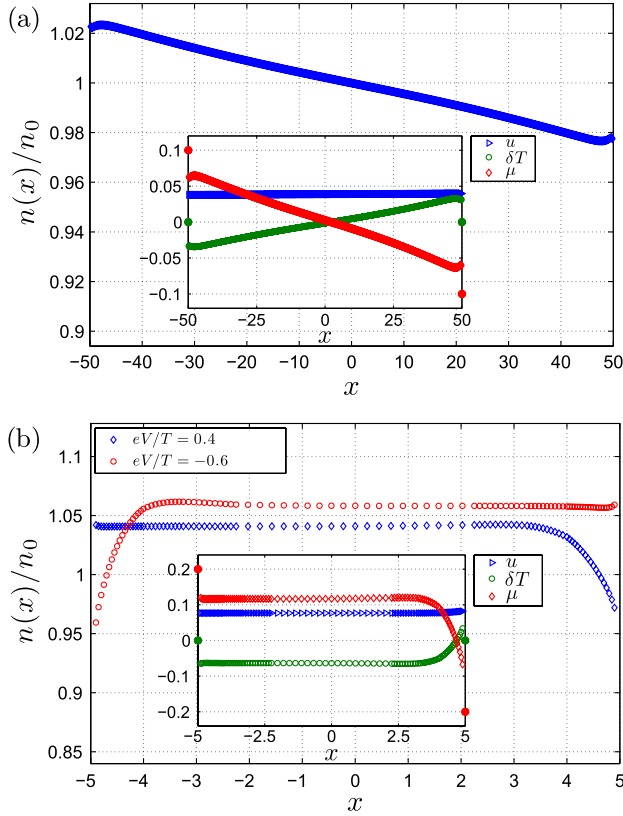 (a)
1.02
1
0.98
0.96
0.94
0.92
0.9
n(x)/n₀
−50 −40 −30 −20 −10 0 10 20 30 40 50
x
0.1
0.05
0
−0.05
−0.1
−50 −25 0 25 50
x
u
δT
μ
(b)
eV/T = 0.4
eV/T = −0.6
1.1
1.05
1
0.95
0.9
0.85
n(x)/n₀
−5 −4 −3 −2 −1 0 1 2 3 4 5
x
0.2
0.1
0
−0.1
−0.2
−5 −2.5 0 2.5 5
x
u
δT
μ